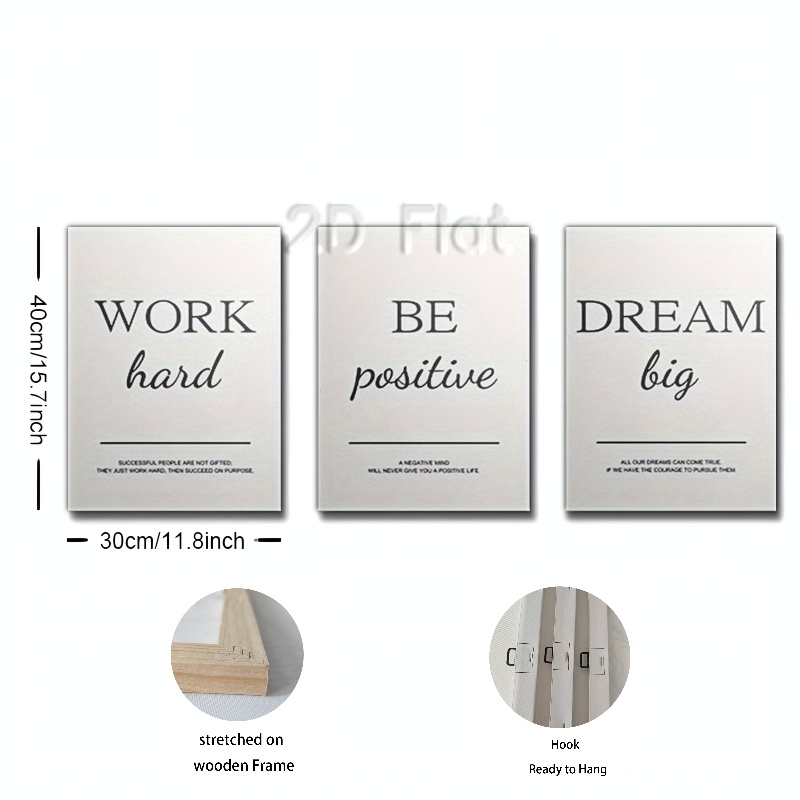 2D Flat
40cm/15.7inch
WORK
hard
SUCCESSFUL PEOPLE ARE NOT GIFTED,
THEY JUST WORK HARD, THEN SUCCEED ON PURPOSE.
BE
positive
A NEGATIVE MIND
WILL NEVER GIVE YOU A POSITIVE LIFE.
DREAM
big
ALL OUR DREAMS CAN COME TRUE,
IF WE HAVE THE COURAGE TO PURSUE THEM.
30cm/11.8inch
stretched on
wooden Frame
Hook
Ready to Hang